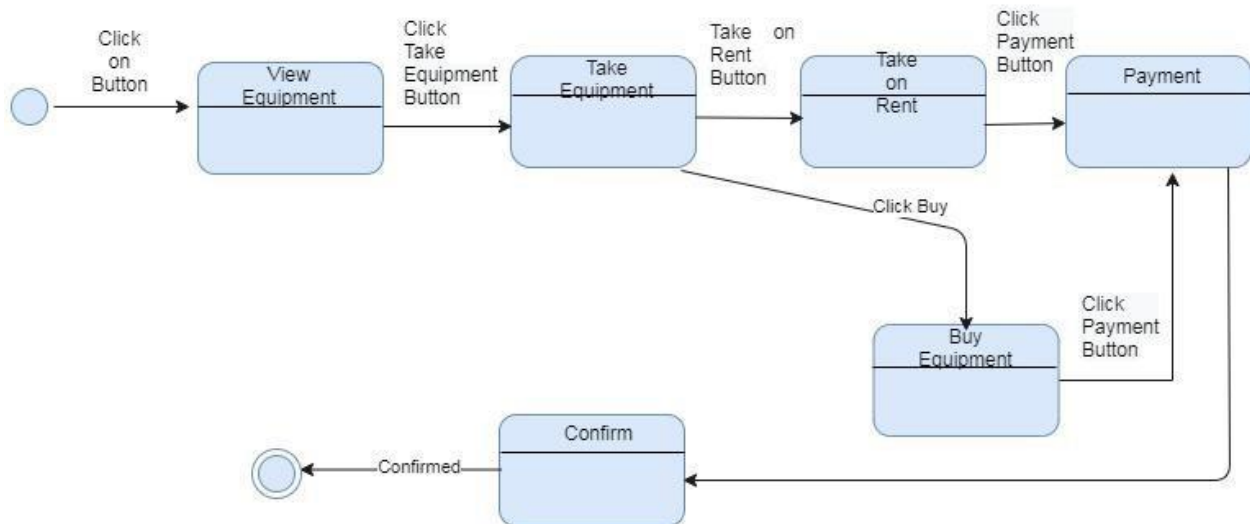 Click
on
Button
View
Equipment
Click
Take
Equipment
Button
Take
Equipment
Take on
Rent
Button
Take
on
Rent
Click
Payment
Button
Payment
Click Buy
Buy
Equipment
Click
Payment
Button
Confirm
Confirmed